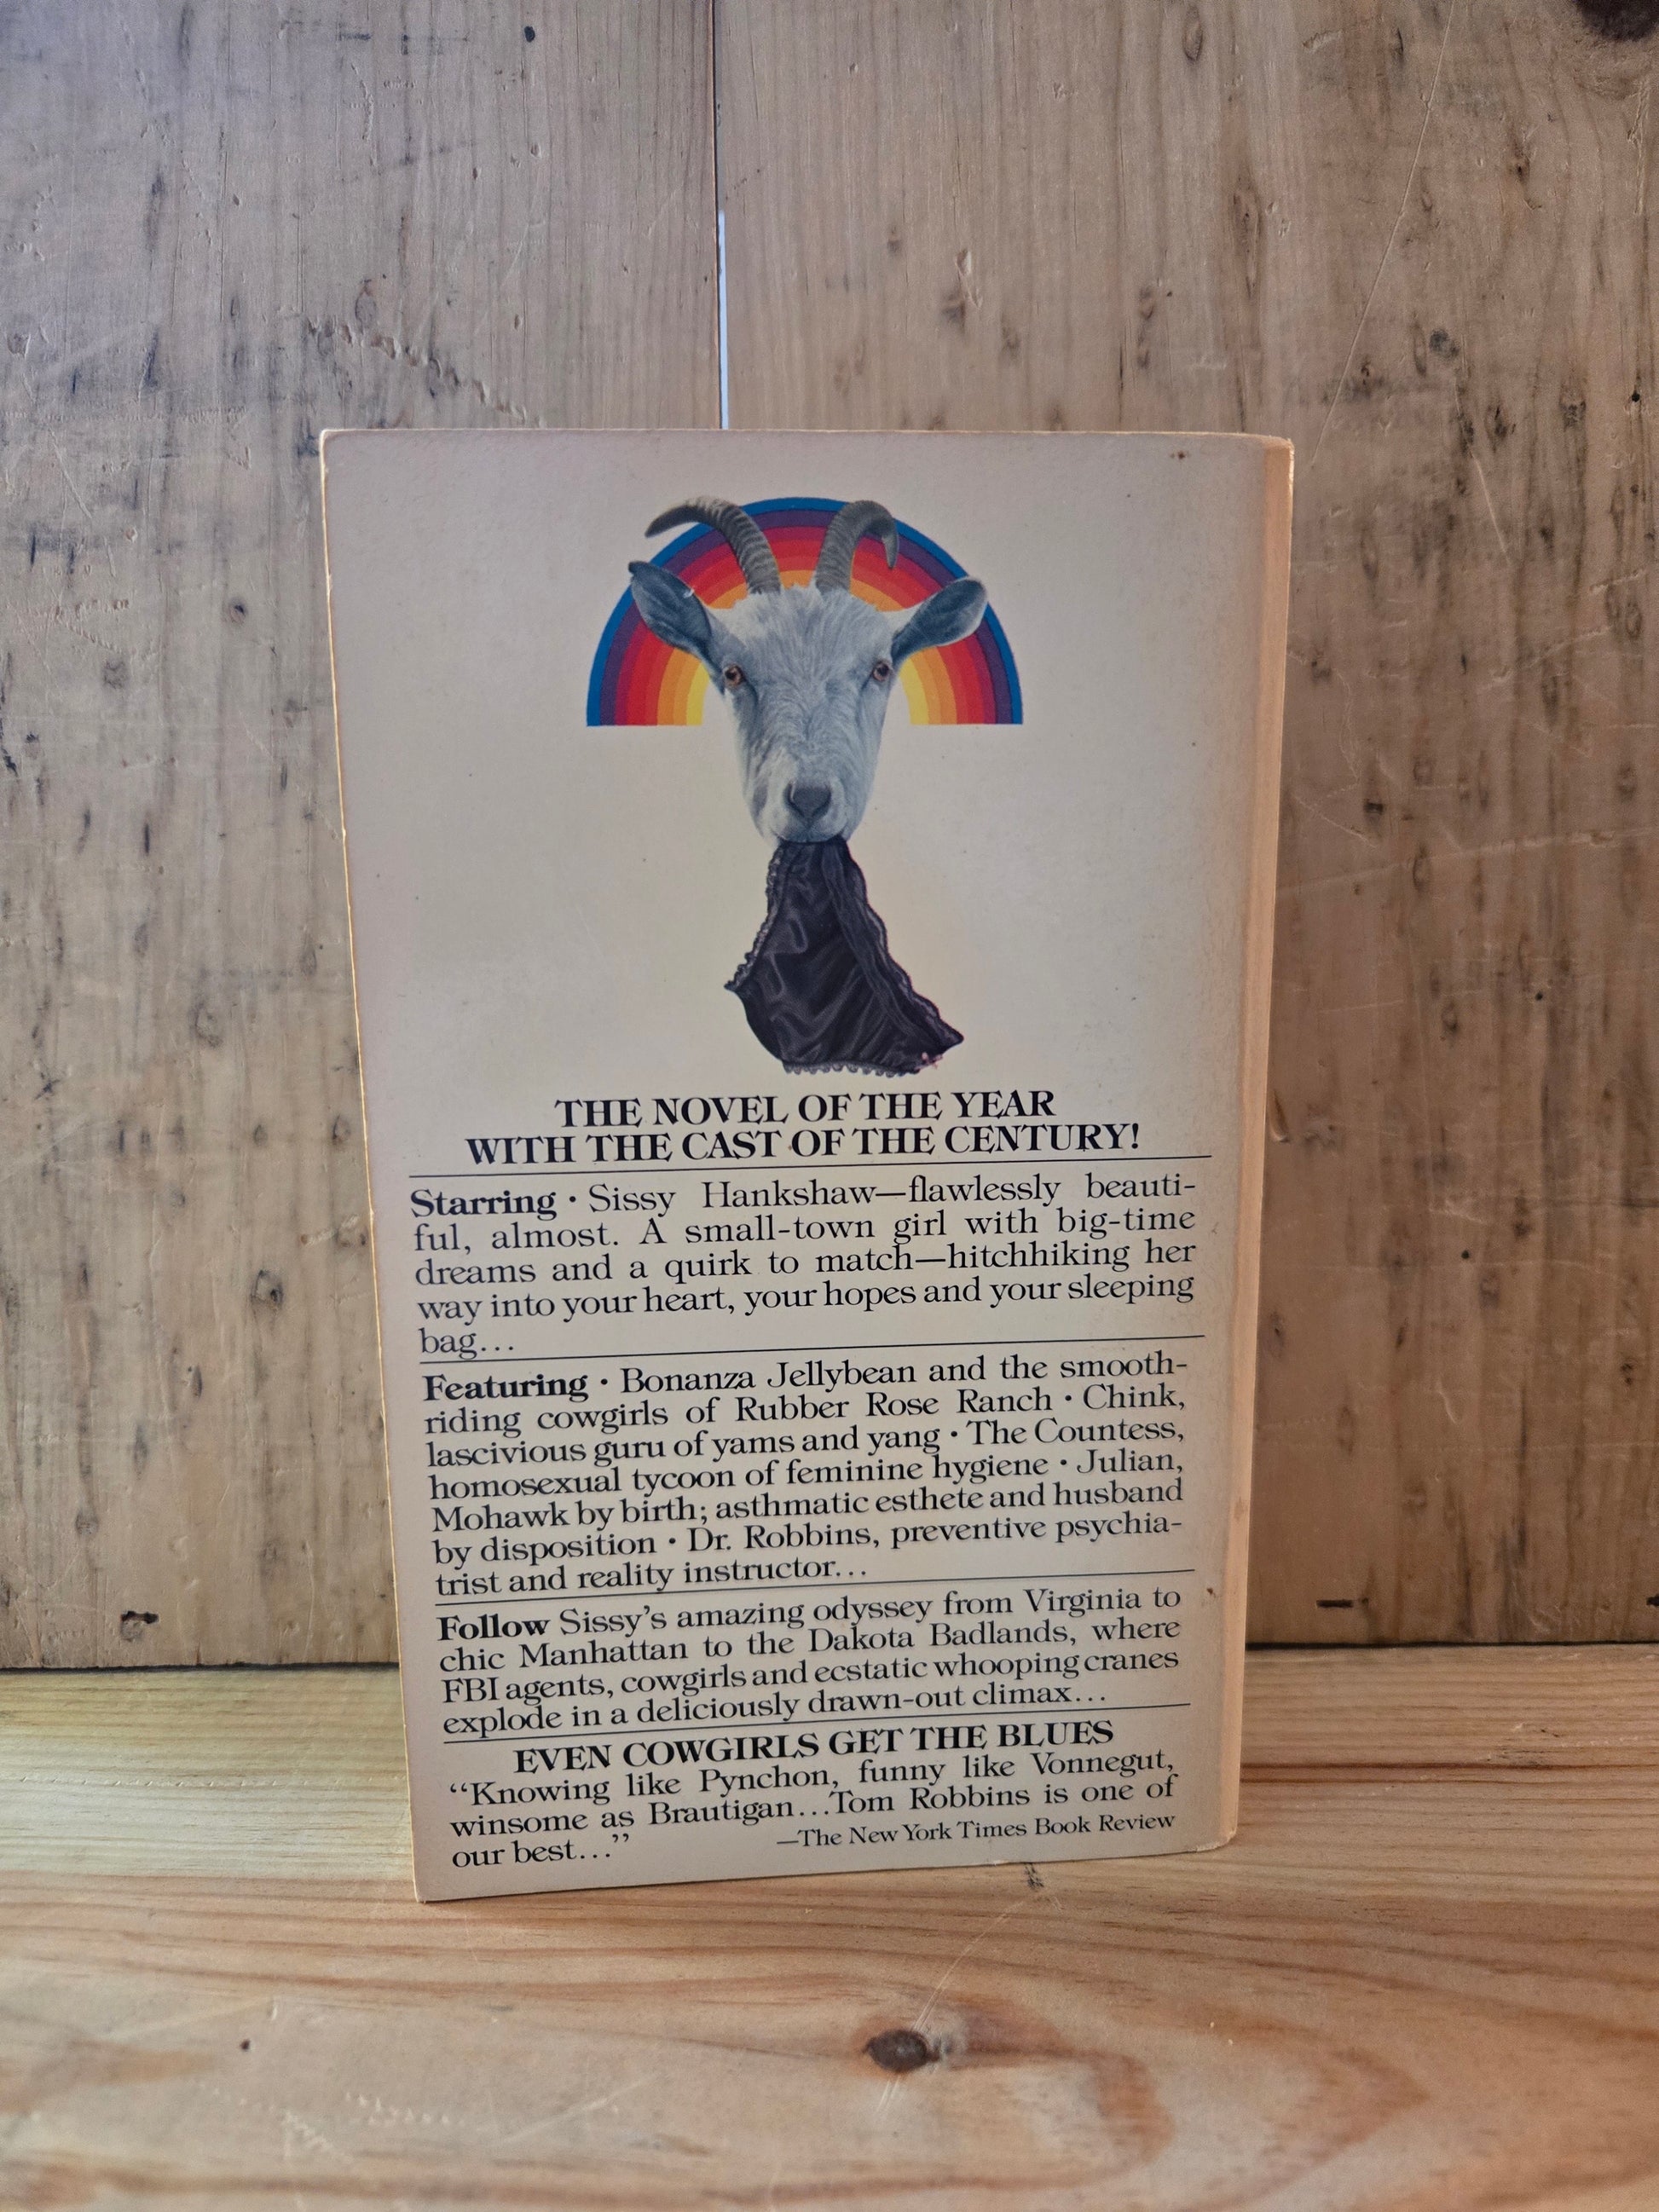 THE NOVEL OF THE YEAR
WITH THE CAST OF THE CENTURY!
Starring • Sissy Hankshaw—flawlessly beauti-
ful, almost. A small-town girl with big-time
dreams and a quirk to match—hitchhiking her
way into your heart, your hopes and your sleeping
bag...
Featuring • Bonanza Jellybean and the smooth-
riding cowgirls of Rubber Rose Ranch • Chink,
lascivious guru of yams and yang • The Countess,
homosexual tycoon of feminine hygiene • Julian,
Mohawk by birth; asthmatic esthete and husband
by disposition • Dr. Robbins, preventive psychia-
trist and reality instructor...
Follow Sissy's amazing odyssey from Virginia to
chic Manhattan to the Dakota Badlands, where
FBI agents, cowgirls and ecstatic whooping cranes
explode in a deliciously drawn-out climax...
EVEN COWGIRLS GET THE BLUES
“Knowing like Pynchon, funny like Vonnegut,
winsome as Brautigan...Tom Robbins is one of
our best...” —The New York Times Book Review